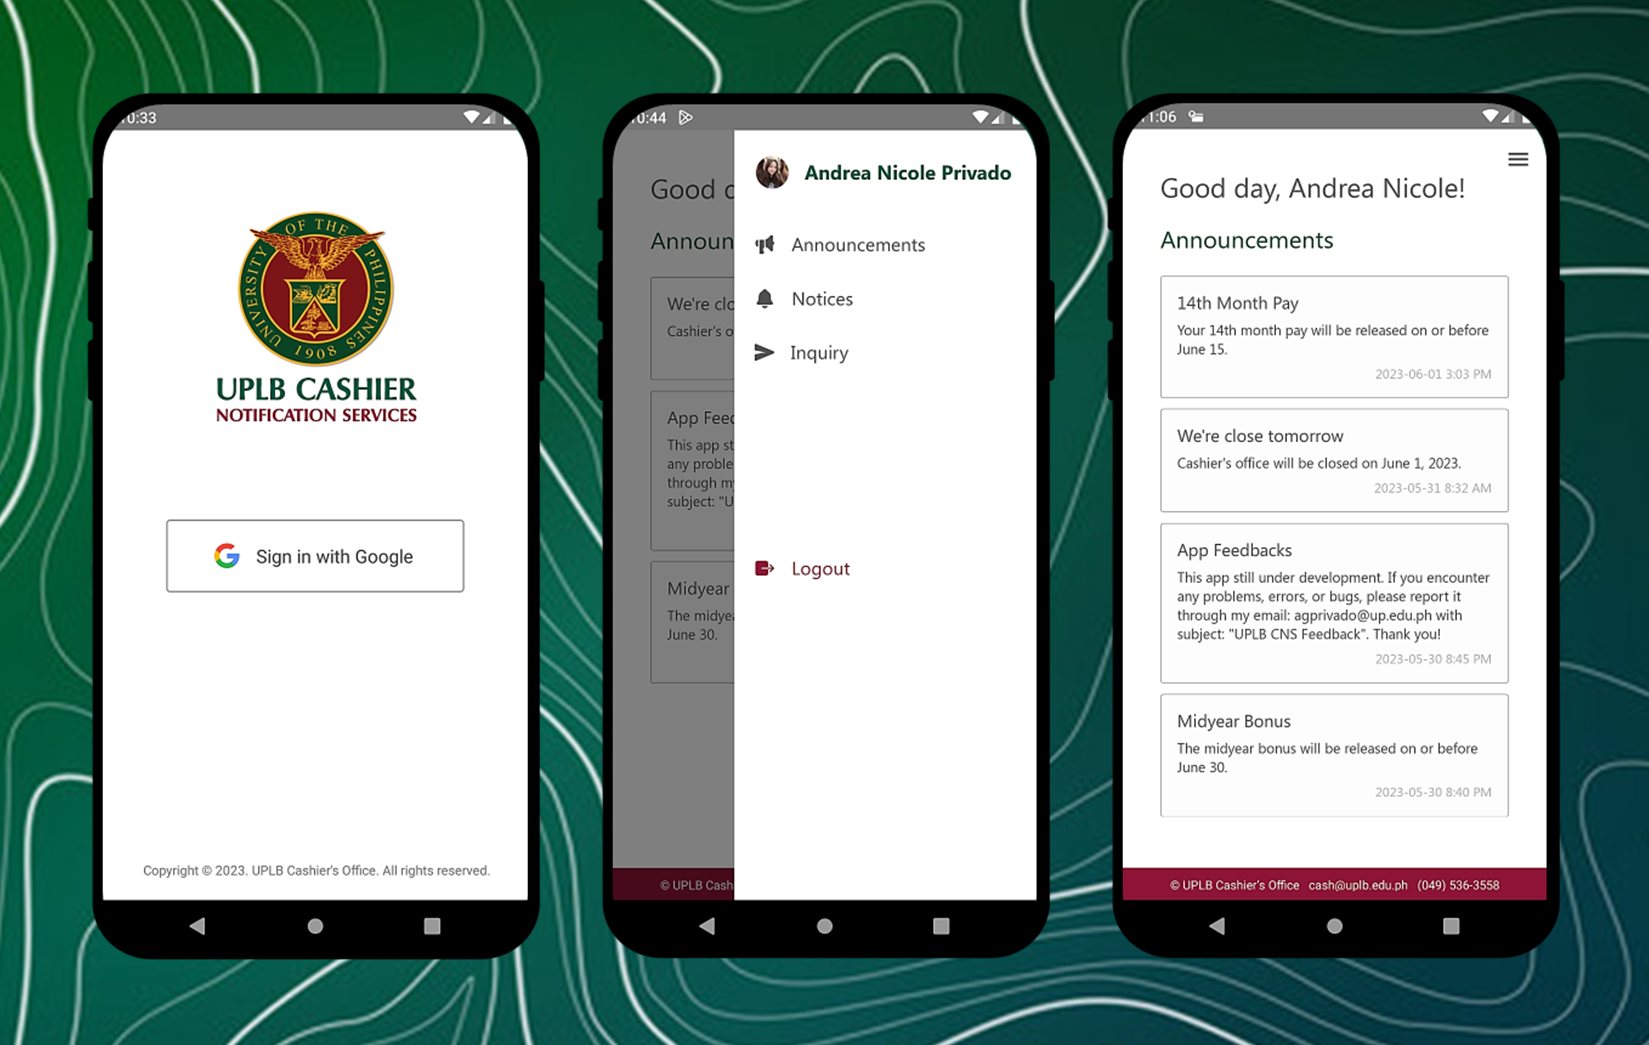 10:33
UNIVERSITY OF THE PHILIPPINES
1908
UPLB CASHIER
NOTIFICATION SERVICES
Sign in with Google
Copyright © 2023. UPLB Cashier's Office. All rights reserved.
10:44
Good d
Announ
We're clo
Cashier's o
App Feed
This app st
any proble
through my
subject: "U
Midyear
The midyea
June 30.
© UPLB Cash
Andrea Nicole Privado
Announcements
Notices
Inquiry
Logout
11:06
Good day, Andrea Nicole!
Announcements
14th Month Pay
Your 14th month pay will be released on or before
June 15.
2023-06-01 3:03 PM
We're close tomorrow
Cashier's office will be closed on June 1, 2023.
2023-05-31 8:32 AM
App Feedbacks
This app still under development. If you encounter
any problems, errors, or bugs, please report it
through my email: agprivado@up.edu.ph with
subject: "UPLB CNS Feedback". Thank you!
2023-05-30 8:45 PM
Midyear Bonus
The midyear bonus will be released on or before
June 30.
2023-05-30 8:40 PM
© UPLB Cashier's Office cash@uplb.edu.ph (049) 536-3558